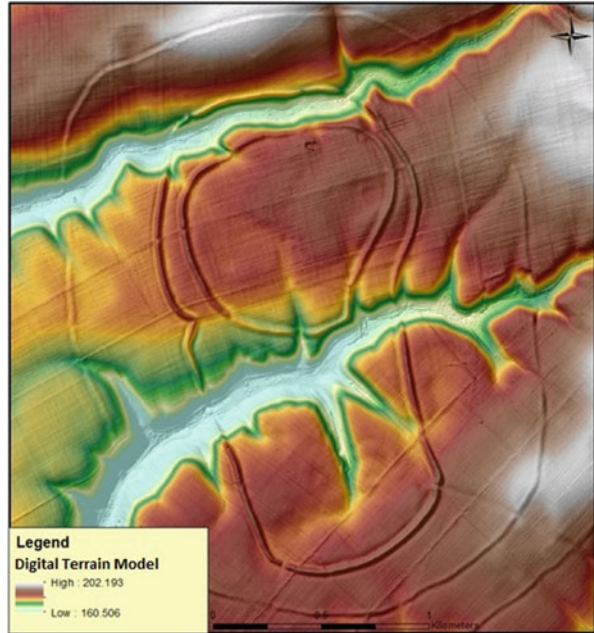 Legend
Digital Terrain Model
High : 202.193
Low : 160.506
0 0.5 1
Kilometers